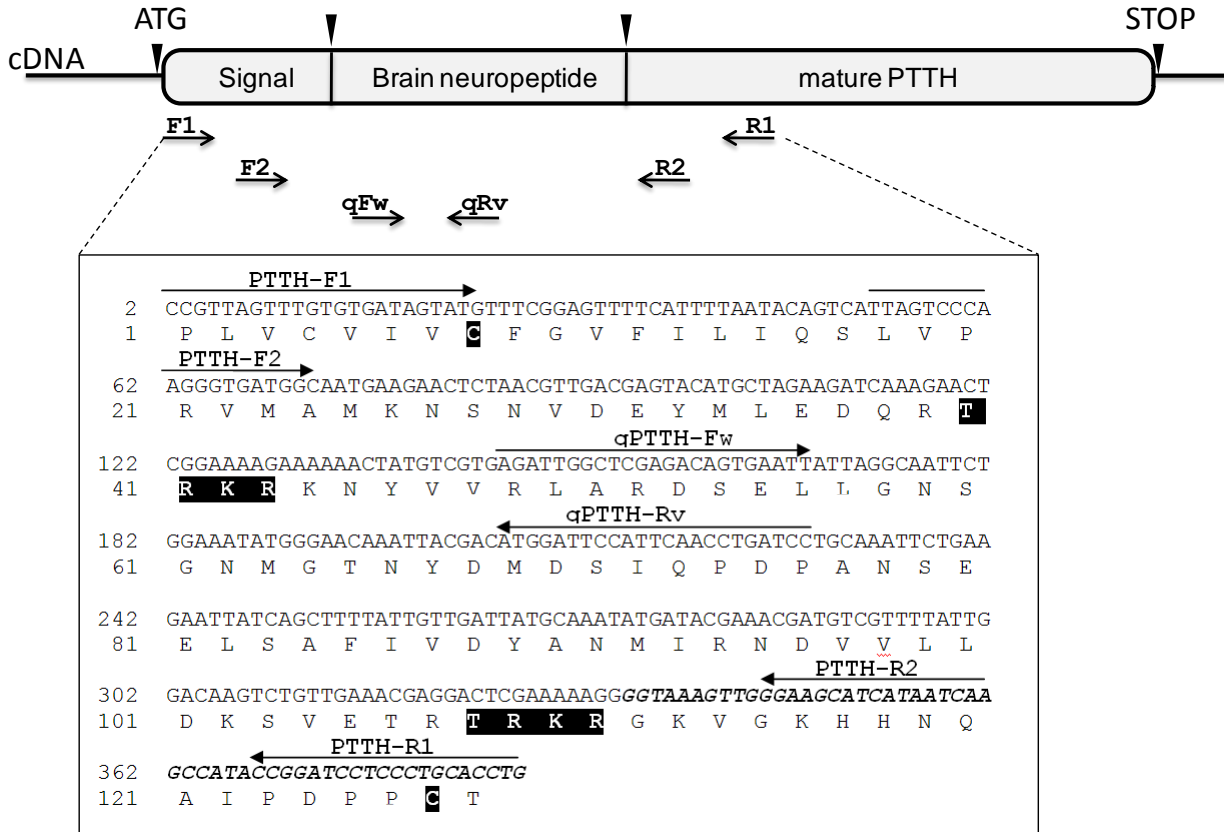 ATG STOP
cDNA Signal Brain neuropeptide mature PTTH
F1 R1
F2 R2
qFw qRv
PTTH-F1
2 CCGTTAGTTTGTGTGATAGTATGTTTCGGAGTTTTCATTTTAATACAGTCATTAGTCCCA
1 P L V C V I V C F G V F I L I Q S L V P
PTTH-F2
62 AGGGTGATGGCAATGAAGAACTCTAACGTTGACGAGTACATGCTAGAAGATCAAAGAACT
21 R V M A M K N S N V D E Y M L E D Q R T
qPTTH-Fw
122 CGGAAAAGAAAAAACTATGTCGTGAGATTGGCTCGAGACAGTGAATTATTAGGCAATTCT
41 R K R K N Y V V R L A R D S E L L G N S
qPTTH-Rv
182 GGAAATATGGGAACAAATTACGACATGGATTCCATTCAACCTGATCCTGCAAATTCTGAA
61 G N M G T N Y D M D S I Q P D P A N S E
242 GAATTATCAGCTTTTATTGTTGATTATGCAAATATGATACGAAACGATGTCGTTTTATTG
81 E L S A F I V D Y A N M I R N D V V L L
PTTH-R2
302 GACAAGTCTGTTGAAACGAGGACTCGAAAAAGGGGTAAAGTTGGGAAGCATCATAATCAA
101 D K S V E T R T R K R G K V G K H H N Q
PTTH-R1
362 GCCATACCGGATCCTCCCTGCACCTG
121 A I P D P P C T